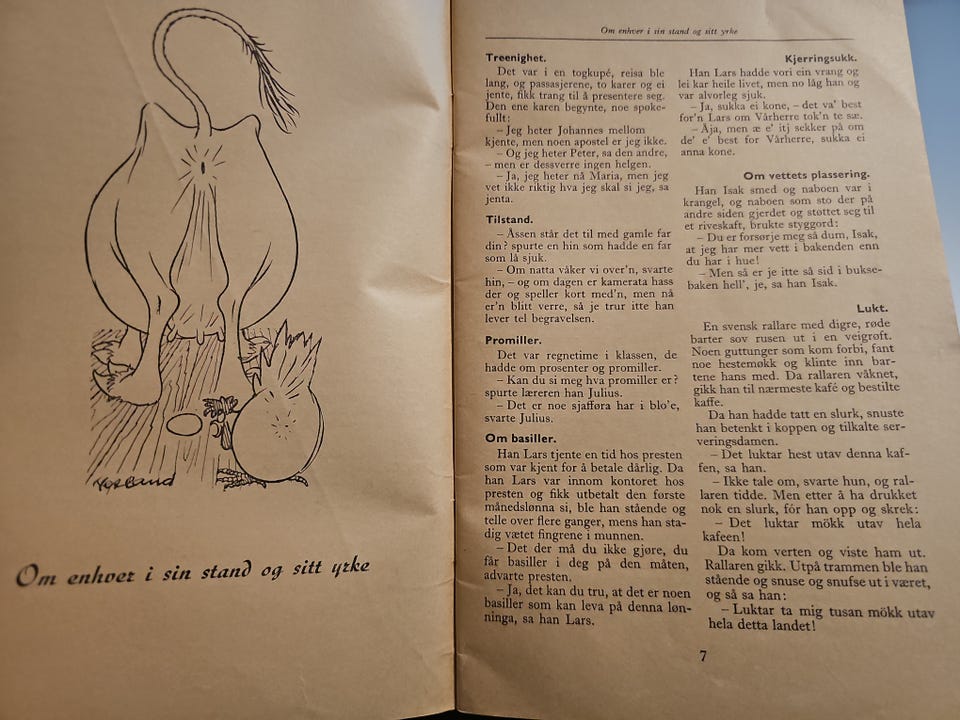 Yosland
Om enhver i sin stand og sitt yrke
Om enhver i sin stand og sitt yrke
Treenighet.
Det var i en togkupé, reisa ble
lang, og passasjerene, to karer og ei
jente, fikk trang til å presentere seg.
Den ene karen begynte, noe spøke-
fullt:
– Jeg heter Johannes mellom
kjente, men noen apostel er jeg ikke.
– Og jeg heter Peter, sa den andre,
– men er dessverre ingen helgen.
– Ja, jeg heter nå Maria, men jeg
vet ikke riktig hva jeg skal si jeg, sa
jenta.
Tilstand.
– Åssen står det til med gamle far
din? spurte en hin som hadde en far
som lå sjuk.
– Om natta våker vi over'n, svarte
hin, – og om dagen er kamerata hass
der og speller kort med'n, men nå
er'n blitt verre, så je trur itte han
lever tel begravelsen.
Promiller.
Det var regnetime i klassen, de
hadde om prosenter og promiller.
– Kan du si meg hva promiller er?
spurte læreren han Julius.
– Det er noe sjafføra har i blo'e,
svarte Julius.
Om basiller.
Han Lars tjente en tid hos presten
som var kjent for å betale dårlig. Da
han Lars var innom kontoret hos
presten og fikk utbetalt den første
månedslønna si, ble han stående og
telle over flere ganger, mens han sta-
dig vætet fingrene i munnen.
– Det der må du ikke gjøre, du
får basiller i deg på den måten,
advarte presten.
– Ja, det kan du tru, at det er noen
basiller som kan leva på denna løn-
ninga, sa han Lars.
Kjerringsukk.
Han Lars hadde vori ein vrang og
lei kar heile livet, men no låg han og
var alvorleg sjuk.
– Ja, sukka ei kone, – det va' best
for'n Lars om Vårherre tok'n te sæ.
– Åja, men æ e' itj sekker på om
de' e' best for Vårherre, sukka ei
anna kone.
Om vettets plassering.
Han Isak smed og naboen var i
krangel, og naboen som sto der på
andre siden gjerdet og støttet seg til
et riveskaft, brukte styggord:
– Du er forsørje meg så dum, Isak,
at jeg har mer vett i bakenden enn
du har i hue!
– Men så er je itte så sid i bukse-
baken hell', je, sa han Isak.
Lukt.
En svensk rallare med digre, røde
barter sov rusen ut i en veigrøft.
Noen guttunger som kom forbi, fant
noe hestemøkk og klinte inn bar-
tene hans med. Da rallaren våknet,
gikk han til nærmeste kafé og bestilte
kaffe.
Da han hadde tatt en slurk, snuste
han betenkt i koppen og tilkalte ser-
veringsdamen.
– Det luktar hest utav denna kaf-
fen, sa han.
– Ikke tale om, svarte hun, og ral-
laren tidde. Men etter å ha drukket
nok en slurk, fór han opp og skrek:
– Det luktar mökk utav hela
kafeen!
Da kom verten og viste ham ut.
Rallaren gikk. Utpå trammen ble han
stående og snuse og snufse ut i været,
og så sa han:
– Luktar ta mig tusan mökk utav
hela detta landet!
7